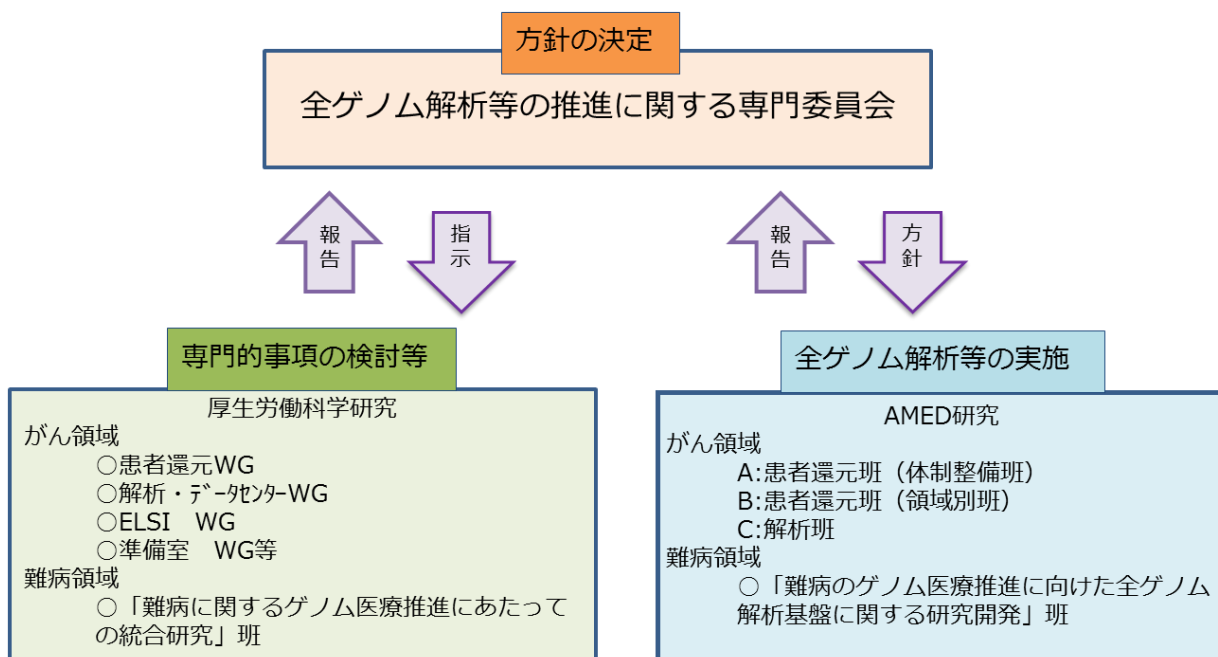 方針の決定
全ゲノム解析等の推進に関する専門委員会
報告
指示
報告
方針
専門的事項の検討等
厚生労働科学研究
がん領域
○患者還元WG
○解析・ﾃﾞｰﾀｾﾝﾀｰWG
○ELSI　WG
○準備室　WG等
難病領域
○「難病に関するゲノム医療推進にあたって
の統合研究」班
全ゲノム解析等の実施
AMED研究
がん領域
A:患者還元班（体制整備班）
B:患者還元班（領域別班）
C:解析班
難病領域
○「難病のゲノム医療推進に向けた全ゲノム
解析基盤に関する研究開発」班